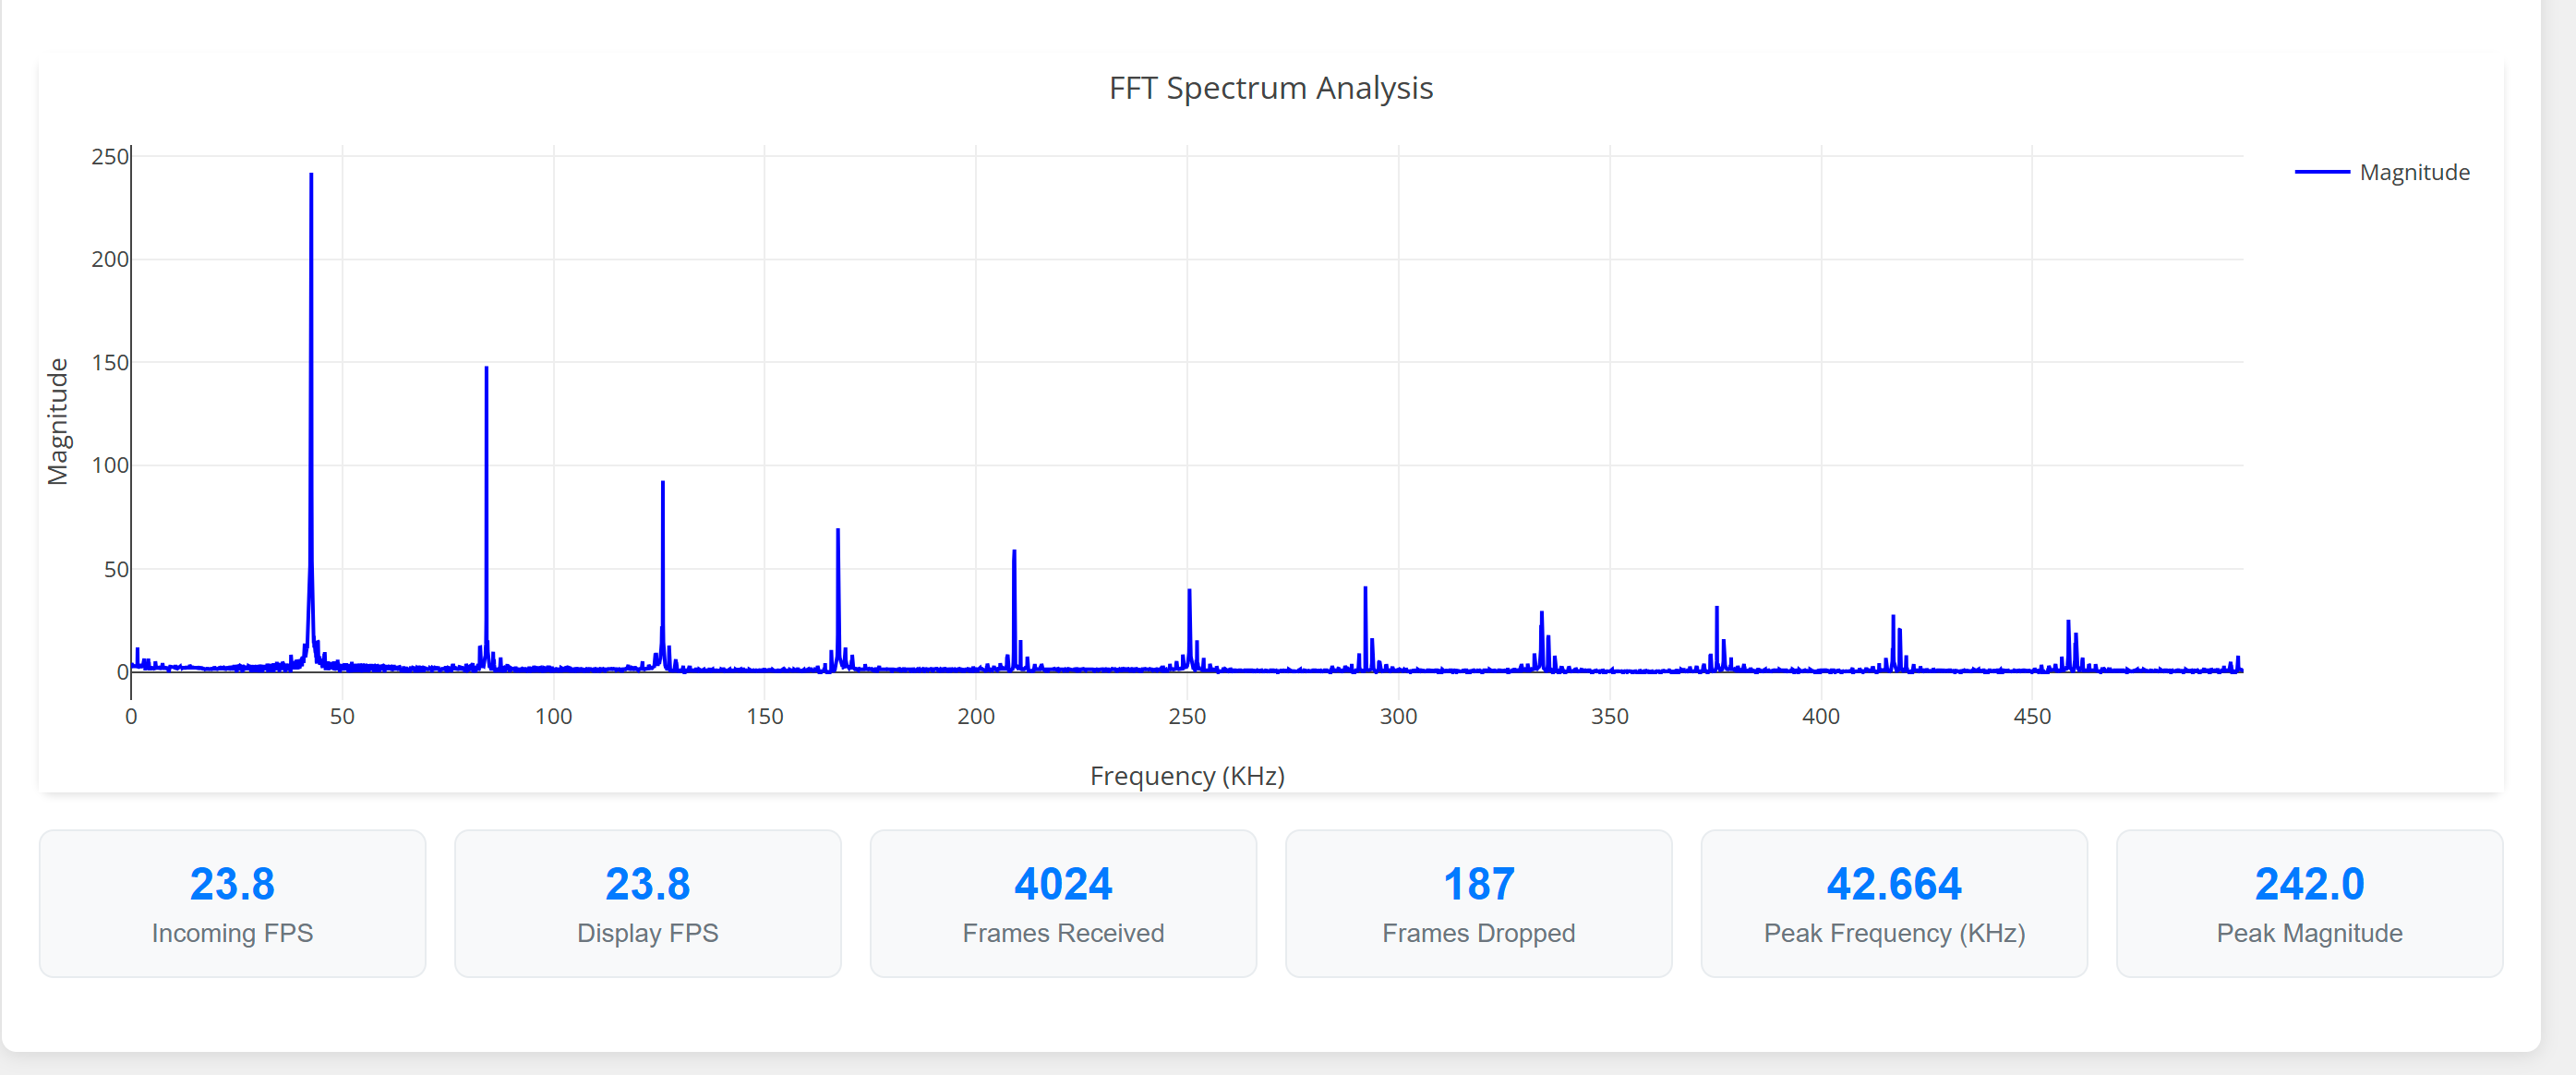 FFT Spectrum Analysis
250
200
150
100
50
0
Magnitude
Magnitude
0 50 100 150 200 250 300 350 400 450
Frequency (KHz)
23.8 23.8 4024 187 42.664 242.0
Incoming FPS Display FPS Frames Received Frames Dropped Peak Frequency (KHz) Peak Magnitude